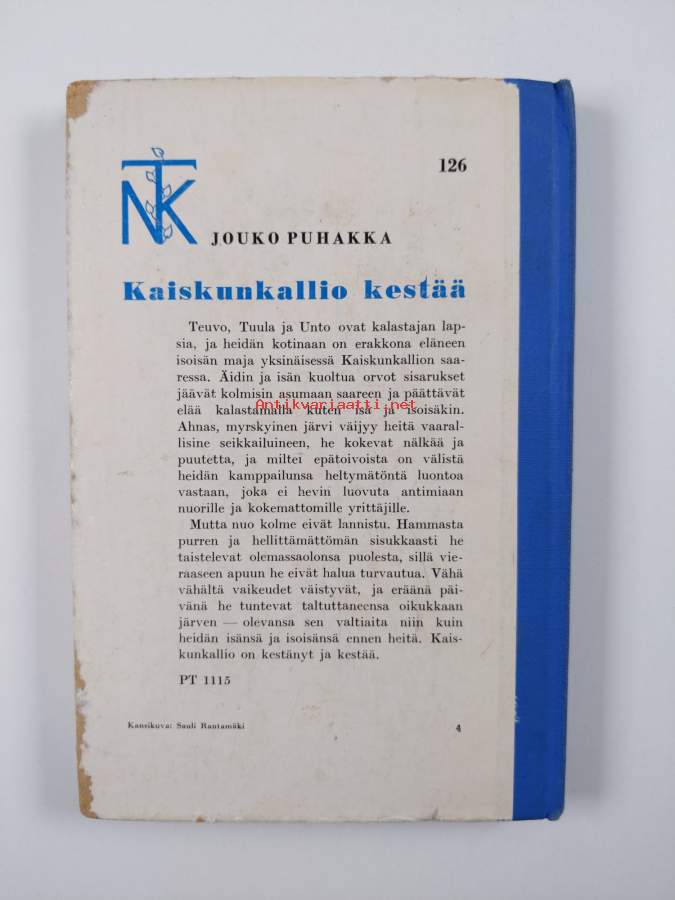 126
NTK
JOUKO PUHAKKA
Kaiskunkallio kestää
Teuvo, Tuula ja Unto ovat kalastajan lap-
sia, ja heidän kotinaan on erakkona eläneen
isoisän maja yksinäisessä Kaiskunkallion saa-
ressa. Äidin ja isän kuoltua orvot sisarukset
jäävät kolmisin asumaan saareen ja päättävät
elää kalastamalla kuten isä ja isoisäkin.
Antikvariaatti.net
Ahnas, myrskyinen järvi väijyy heitä vaaral-
lisine seikkailuineen, he kokevat nälkää ja
puutetta, ja miltei epätoivoista on välistä
heidän kamppailunsa heltymätöntä luontoa
vastaan, joka ei hevin luovuta antimiaan
nuorille ja kokemattomille yrittäjille.
Mutta nuo kolme eivät lannistu. Hammasta
purren ja hellittämättömän sisukkaasti he
taistelevat olemassaolonsa puolesta, sillä vie-
raaseen apuun he eivät halua turvautua. Vähä
vähältä vaikeudet väistyvät, ja eräänä päi-
vänä he tuntevat taltuttaneensa oikukkaan
järven — olevansa sen valtiaita niin kuin
heidän isänsä ja isoisänsä ennen heitä. Kais-
kunkallio on kestänyt ja kestää.
PT 1115
Kansikuva: Sauli Rantamäki
4